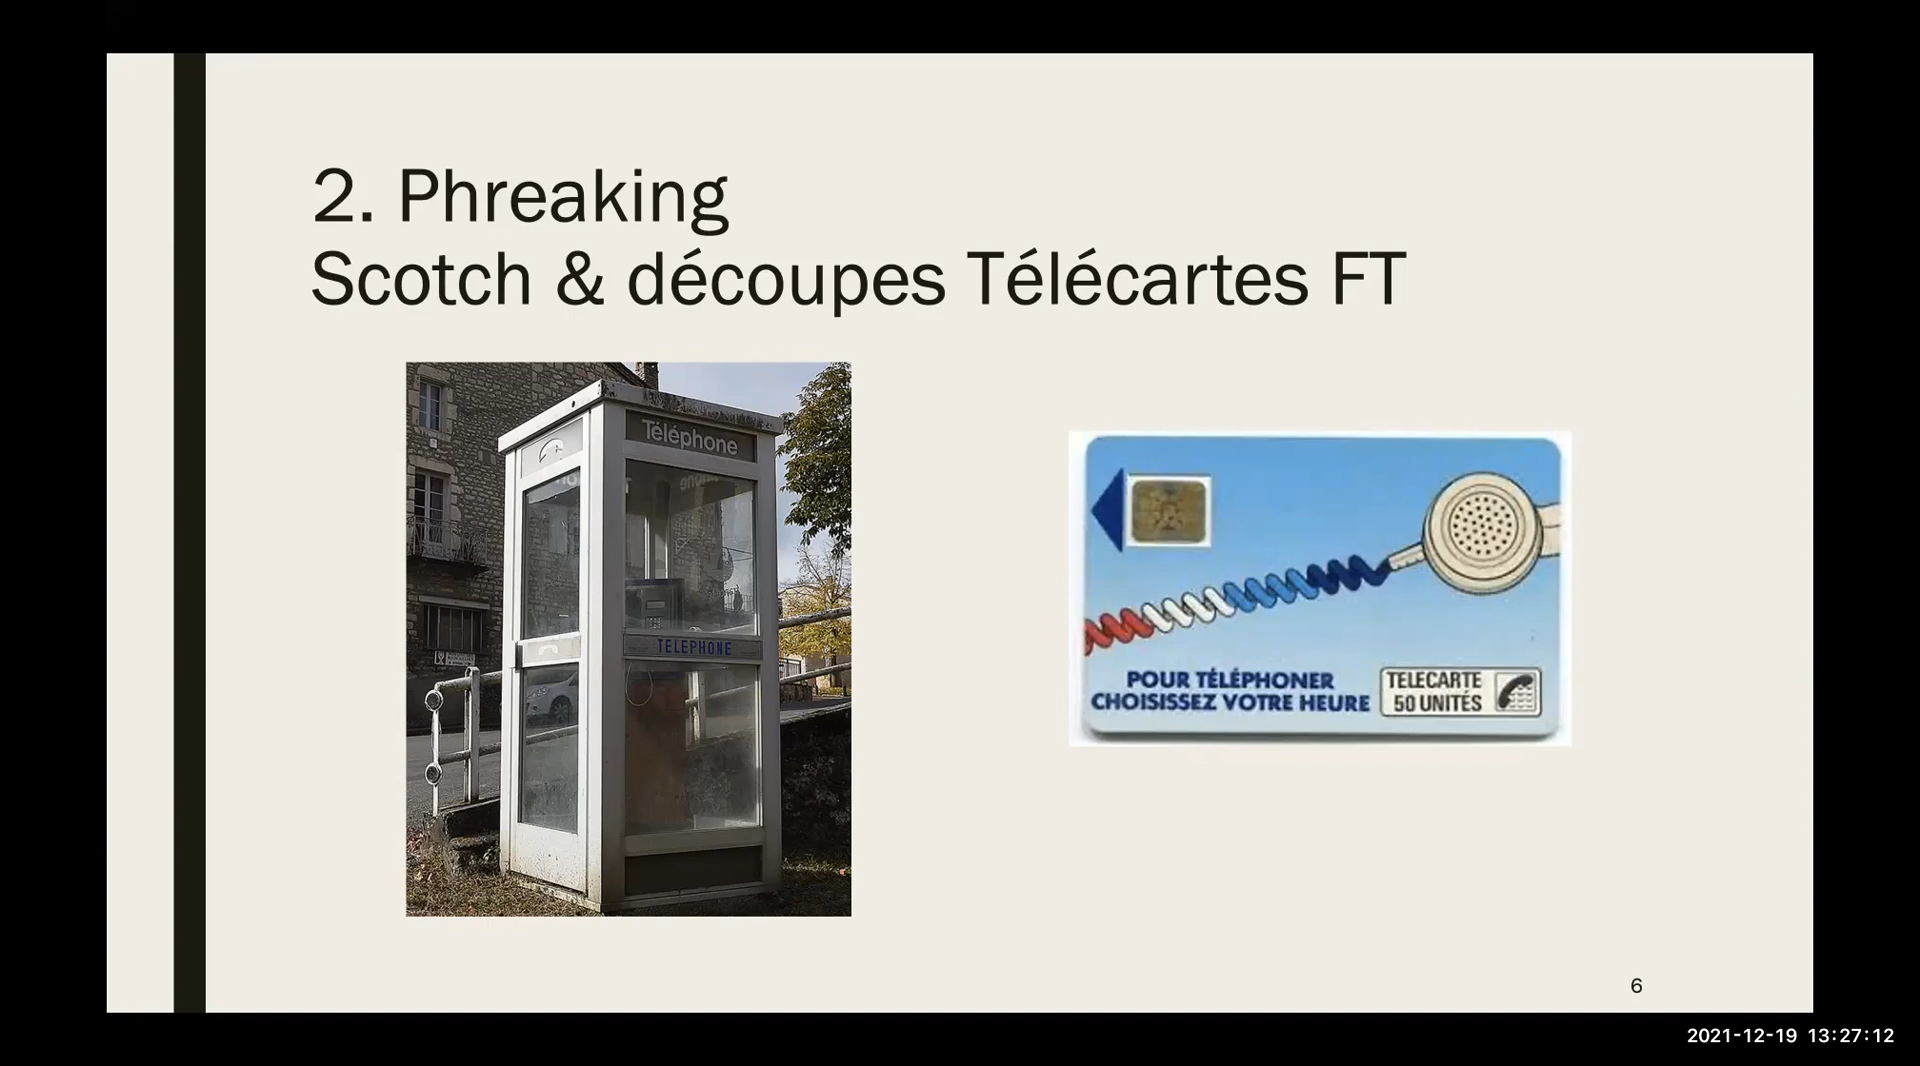 2. Phreaking
Scotch & découpes Télécartes FT
Téléphone
TELEPHONE
POUR TÉLÉPHONER
CHOISISSEZ VOTRE HEURE
TELECARTE
50 UNITÉS
6
2021-12-19 13:27:12